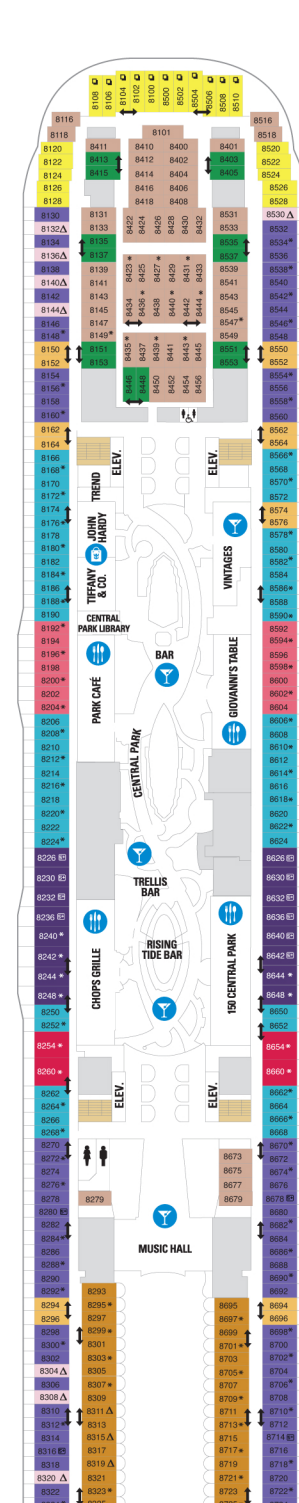 8108
8106
8104
8102
8100
8500
8502
8504
8506
8508
8510
8116
8118
8120
8122
8124
8126
8128
8101
8516
8518
8520
8522
8524
8526
8528
8411 8410 8400 8401
8413 8412 8402 8403
8415 8414 8404 8405
8416 8406
8418 8408
8130 8131 8531 8530 Δ
8132 Δ 8133 8533 8532
8134 8135 8535 8534*
8136 Δ 8137 8537 8536
8138 8139 8539 8538*
8140 Δ 8141 8541 8540
8142 8143 8543 8542*
8144 Δ 8145 8545 8544
8146 8147 8547* 8546*
8148* 8149* 8549 8548
8150 8151 8551 8550
8152 8153 8553 8552
8422
8424
8426
8428
8430
8432
8423*
8425
8427*
8429
8431*
8433
8434
8436*
8438
8440*
8442
8444*
8435*
8437
8439*
8441
8443*
8445
8446
8448
8450
8452
8454
8456
8154 8554*
8156* 8556
8158 8558*
8160* 8560
8162 8562
8164 8564
8166 8566*
8168* 8568
8170 8570*
8172* 8572
8174 8574
8176* 8576
8178 8578*
8180* 8580
8182 8582*
8184* 8584
8186 8586*
8188* 8588
8190 8590*
8192* 8592
8194 8594*
8196* 8596
8198 8598*
8200* 8600
8202 8602*
8204* 8604
8206 8606*
8208* 8608
8210 8610*
8212* 8612
8214 8614*
8216* 8616
8218 8618*
8220* 8620
8222 8622*
8224* 8624
8226 8626
8230 8630
8232 8632
8236 8636
8240* 8640
8242* 8642
8244* 8644*
8248* 8648*
8250 8650
8252* 8652
8254* 8654*
8260* 8660*
8262 8662*
8264* 8664
8266 8666*
8268* 8668
ELEV.
ELEV.
TREND
JOHN
HARDY
TIFFANY
& CO.
VINTAGES
CENTRAL
PARK LIBRARY
PARK CAFÉ
BAR
GIOVANNI'S TABLE
CENTRAL PARK
TRELLIS
BAR
CHOPS GRILLE
RISING
TIDE BAR
150 CENTRAL PARK
ELEV.
ELEV.
8270 8670*
8272* 8673 8672
8274 8675 8674*
8276* 8677 8676
8278 8279 8679 8678
8280 8680
8282 8682*
8284* 8684
8286 MUSIC HALL 8686*
8288* 8688
8290 8690*
8292* 8293 8692
8294 8295* 8695 8694
8296 8297 8697* 8696
8298 8299* 8699 8698*
8300* 8301 8701* 8700
8302 8303* 8703 8702*
8304 Δ 8305 8705* 8704
8306 8307* 8707 8706*
8308 Δ 8309 8709* 8708
8310 8311 Δ 8711 8710*
8312* 8313 8713* 8712
8314 8315 Δ 8715 8714
8316 8317 8717* 8716
8318 8319 Δ 8719 8718*
8320 Δ 8321 8721* 8720
8322 8323* 8723 8722*